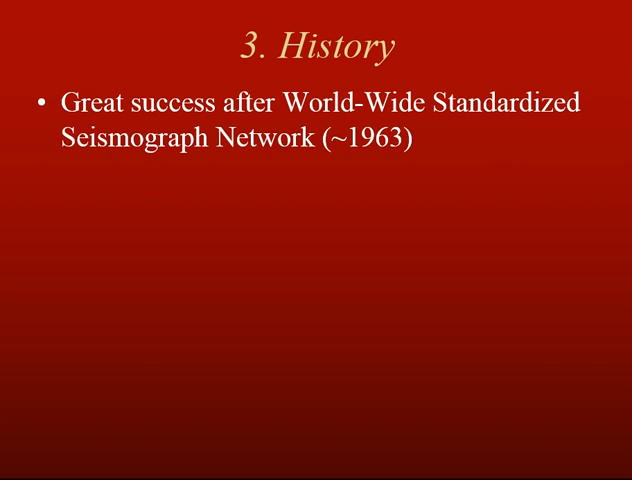 3. History
• Great success after World-Wide Standardized
Seismograph Network (~1963)